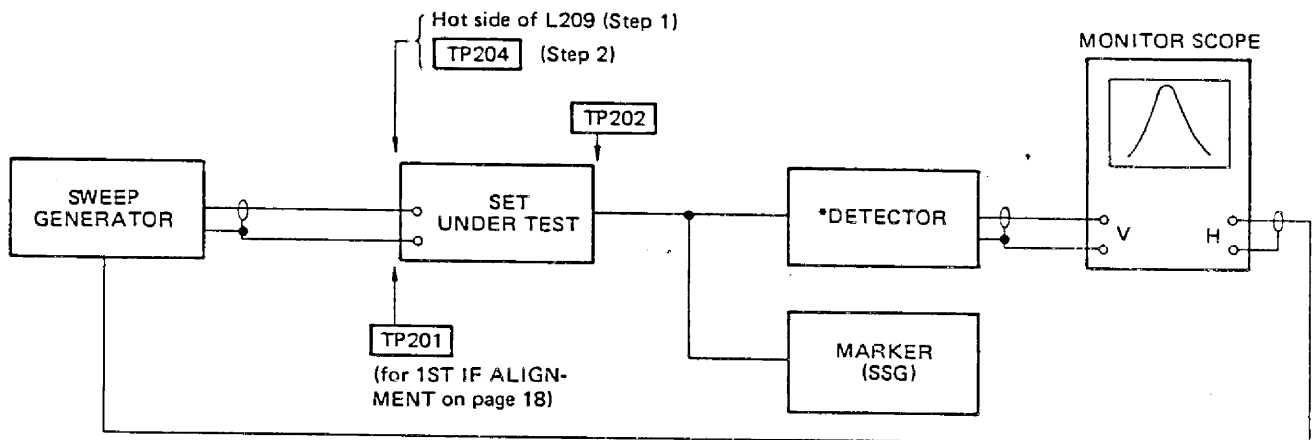 Hot side of L209 (Step 1)
TP204 (Step 2)
MONITOR SCOPE
TP202
SWEEP
GENERATOR
SET
UNDER TEST
*DETECTOR
V
H
TP201
(for 1ST IF ALIGN-
MENT on page 18)
MARKER
(SSG)